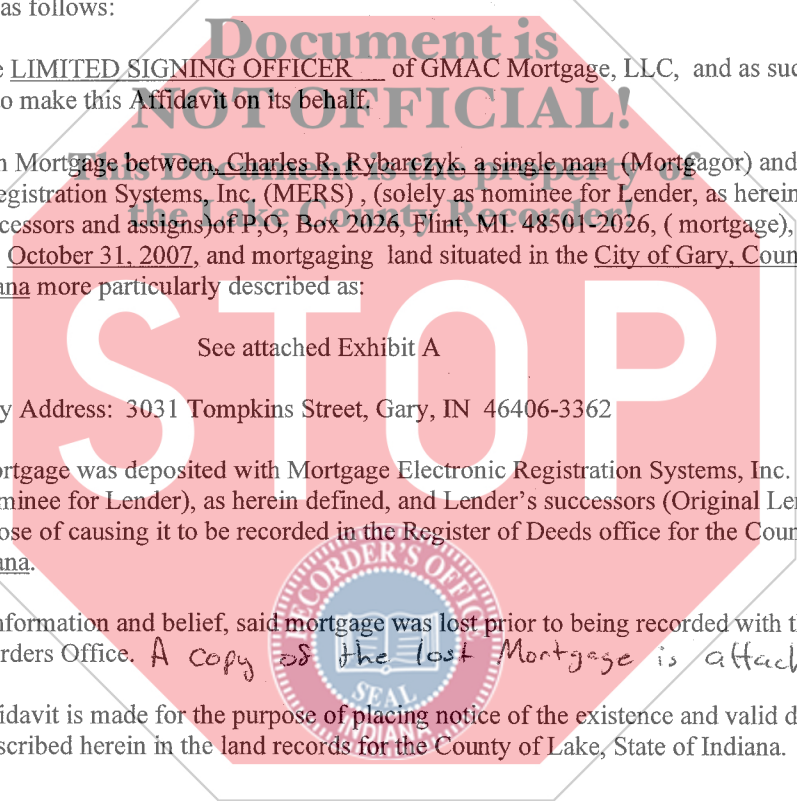 as follows:
Document is
e LIMITED SIGNING OFFICER of GMAC Mortgage, LLC, and as suc
o make this Affidavit on its behalf.
NOT OFFICIAL!
n Mortgage between, Charles R. Rybarczyk, a single man (Mortgagor) and
This Document is the property of
egistration Systems, Inc. (MERS) , (solely as nominee for Lender, as herein
the Lake County Recorder!
cessors and assigns)of P,O, Box 2026, Flint, MI. 48501-2026, ( mortgage),
October 31, 2007, and mortgaging land situated in the City of Gary, Coun
ana more particularly described as:
See attached Exhibit A
STOP
y Address: 3031 Tompkins Street, Gary, IN 46406-3362
ortgage was deposited with Mortgage Electronic Registration Systems, Inc.
minee for Lender), as herein defined, and Lender's successors (Original Len
ose of causing it to be recorded in the Register of Deeds office for the Coun
ana.
RECORDER'S OFFICE
nformation and belief, said mortgage was lost prior to being recorded with t
rders Office. A copy of the lost Mortgage is attach
SEAL
fidavit is made for the purpose of placing notice of the existence and valid d
INDIANA
scribed herein in the land records for the County of Lake, State of Indiana.